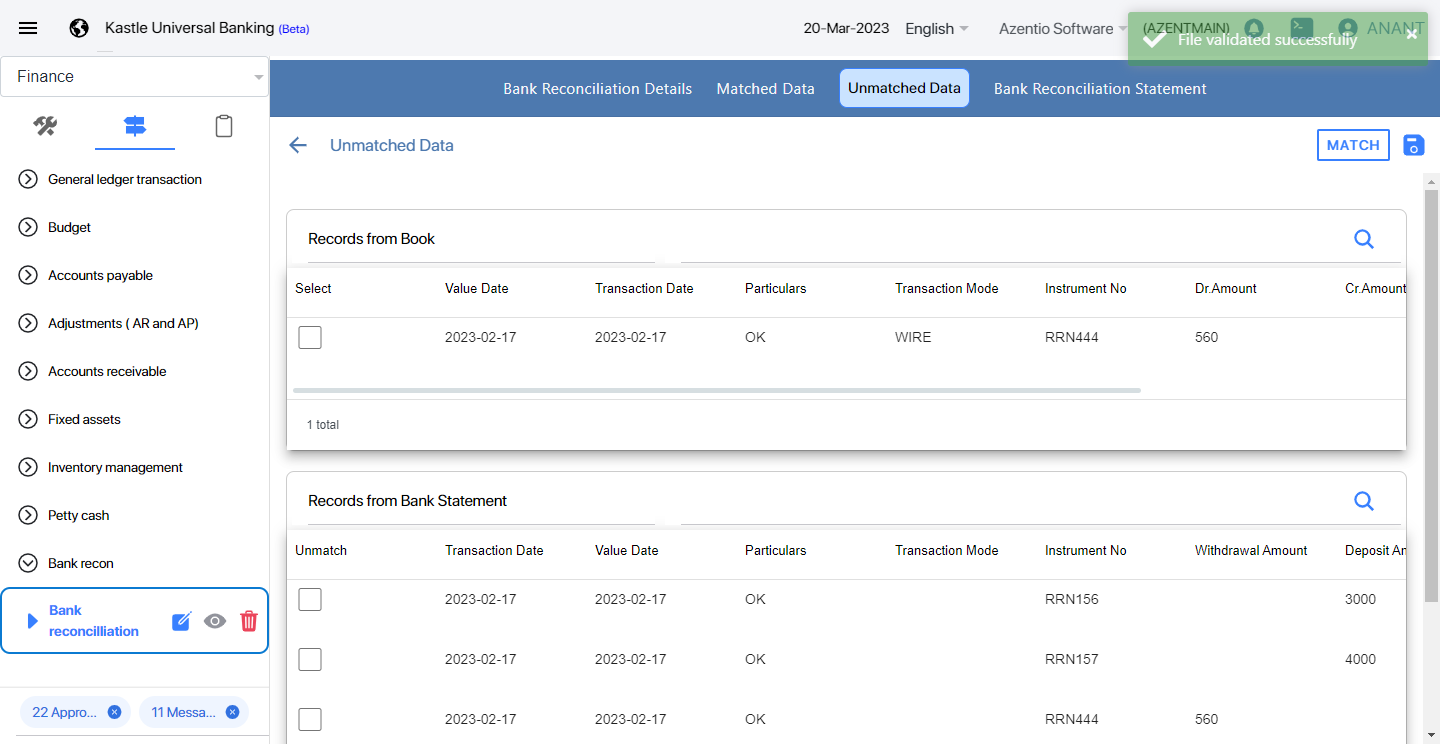 Kastle Universal Banking (Beta)
20-Mar-2023
English
Azentio Software
(AZENTMAIN)
ANANT
File validated successfully
×
Finance
Bank Reconciliation Details
Matched Data
Unmatched Data
Bank Reconciliation Statement
Unmatched Data
MATCH
General ledger transaction
Budget
Accounts payable
Adjustments ( AR and AP)
Accounts receivable
Fixed assets
Inventory management
Petty cash
Bank recon
Bank
reconcilliation
22 Appro...
11 Messa...
Records from Book
Select Value Date Transaction Date Particulars Transaction Mode Instrument No Dr.Amount Cr.Amount
2023-02-17 2023-02-17 OK WIRE RRN444 560
1 total
Records from Bank Statement
Unmatch Transaction Date Value Date Particulars Transaction Mode Instrument No Withdrawal Amount Deposit
2023-02-17 2023-02-17 OK RRN156 3000
2023-02-17 2023-02-17 OK RRN157 4000
2023-02-17 2023-02-17 OK RRN444 560